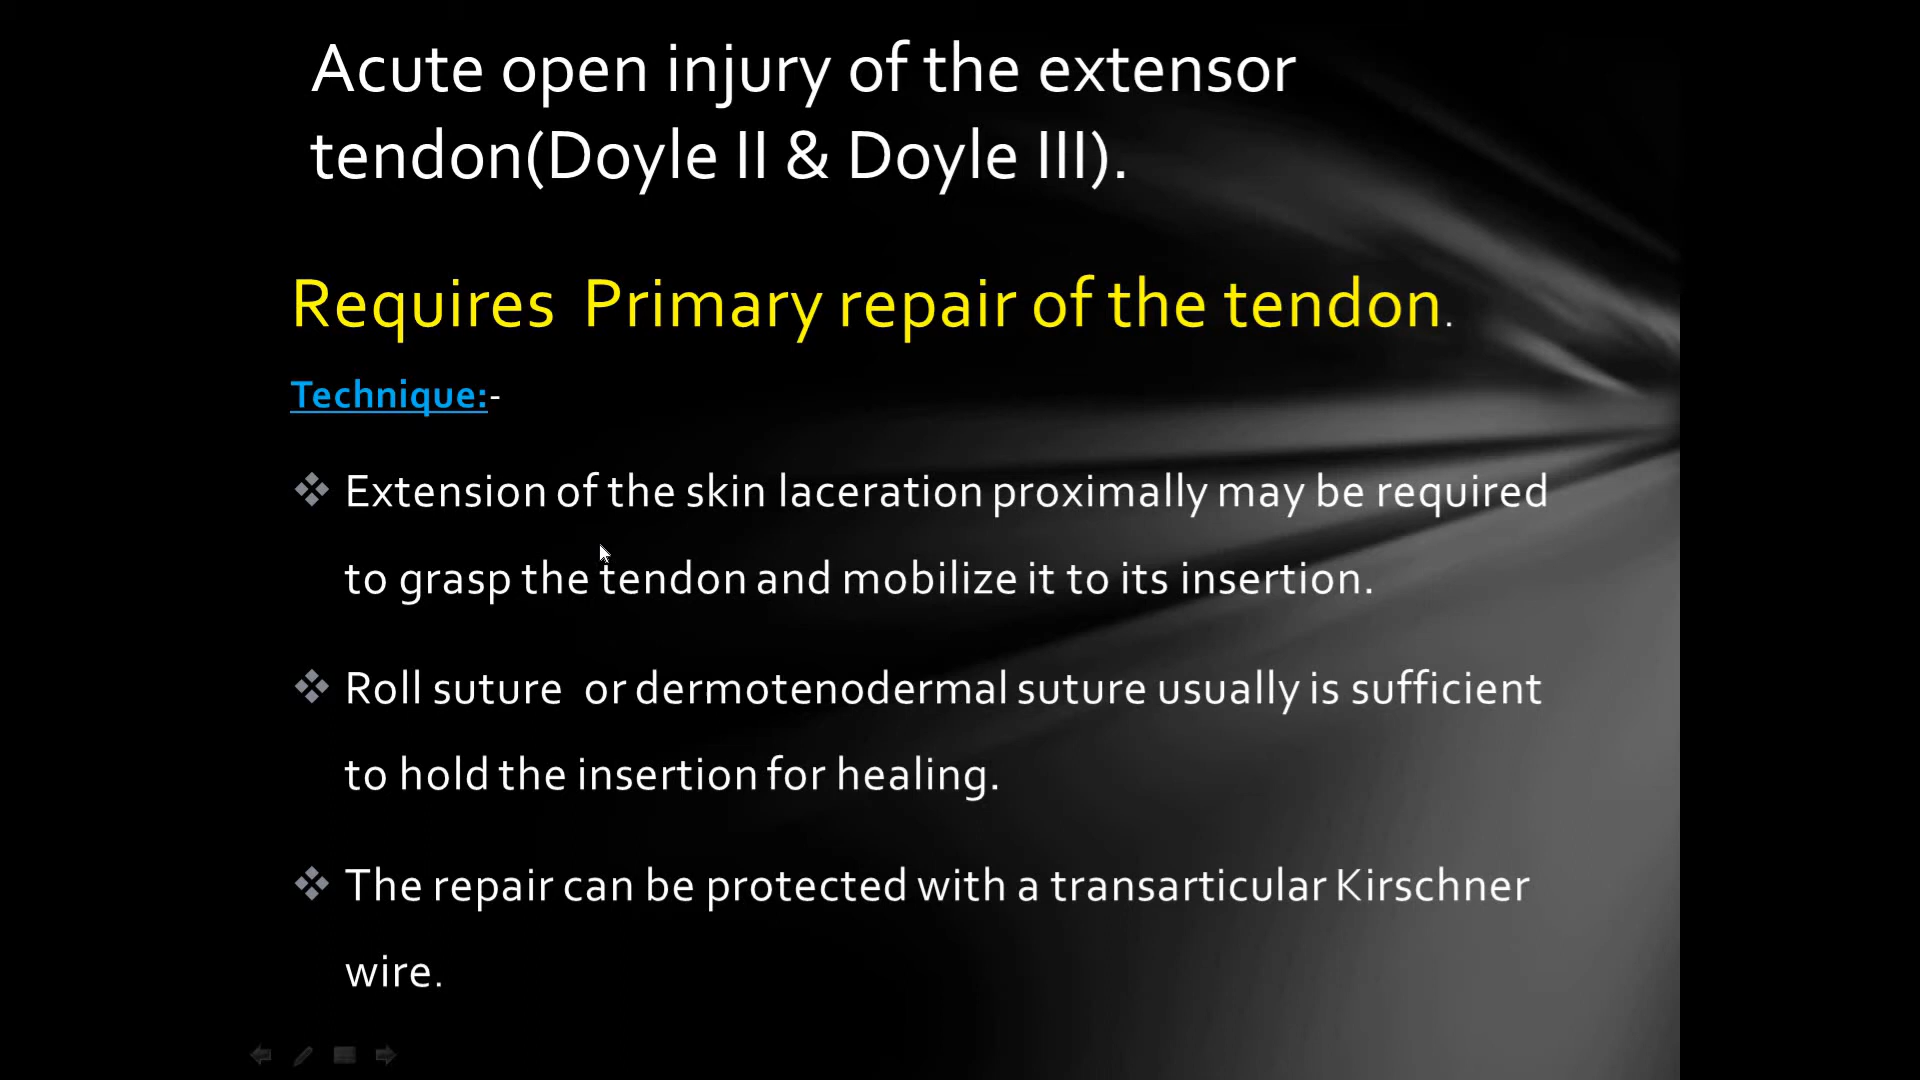 Acute open injury of the extensor
tendon(Doyle II & Doyle III).
Requires  Primary repair of the tendon.
Technique:-
Extension of the skin laceration proximally may be required
to grasp the tendon and mobilize it to its insertion.
Roll suture  or dermotenodermal suture usually is sufficient
to hold the insertion for healing.
The repair can be protected with a transarticular Kirschner
wire.